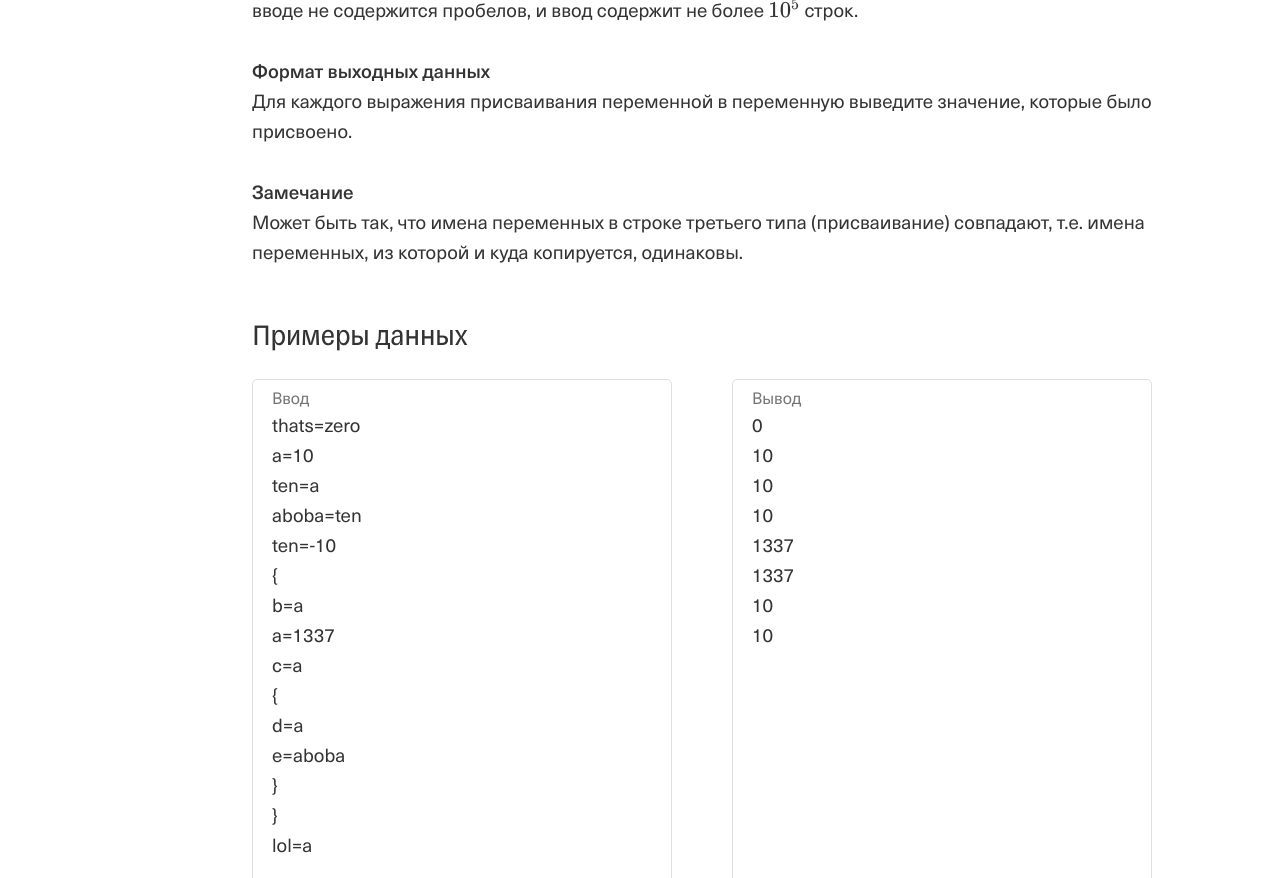 вводе не содержится пробелов, и ввод содержит не более 10⁵ строк.
Формат выходных данных
Для каждого выражения присваивания переменной в переменную выведите значение, которые было
присвоено.
Замечание
Может быть так, что имена переменных в строке третьего типа (присваивание) совпадают, т.е. имена
переменных, из которой и куда копируется, одинаковы.
Примеры данных
Ввод
thats=zero
a=10
ten=a
aboba=ten
ten=-10
{
b=a
a=1337
c=a
{
d=a
e=aboba
}
}
lol=a
Вывод
0
10
10
10
1337
1337
10
10